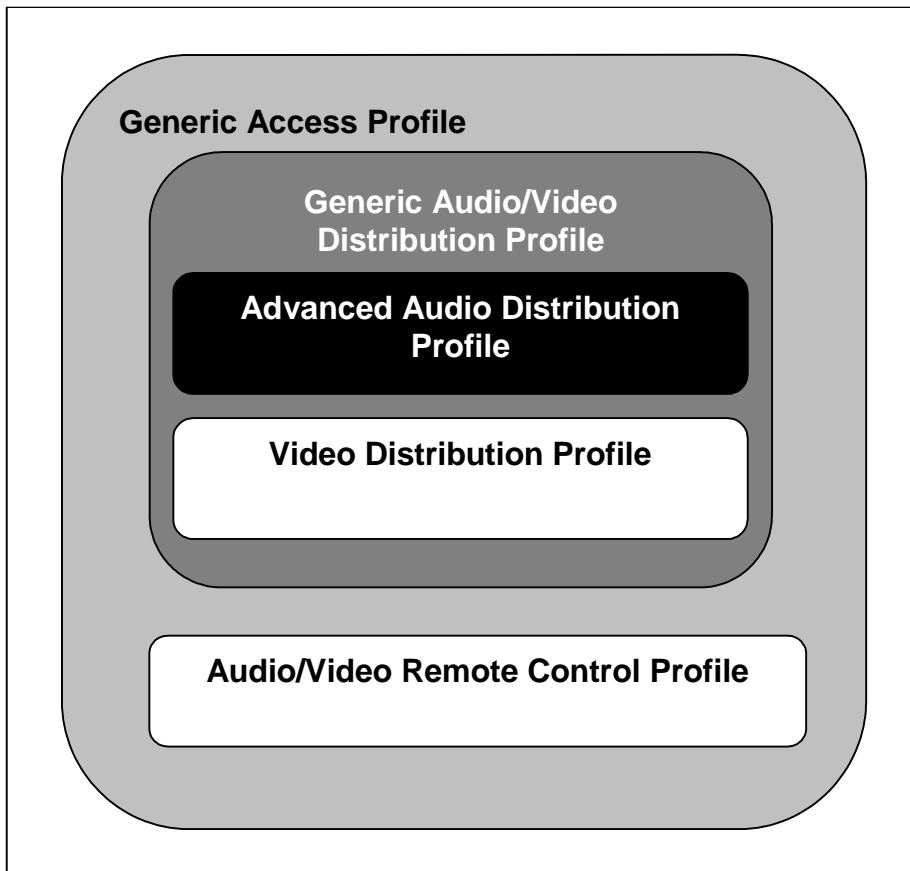 Generic Access Profile
Generic Audio/Video
Distribution Profile
Advanced Audio Distribution
Profile
Video Distribution Profile
Audio/Video Remote Control Profile